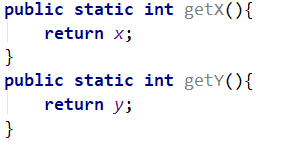 public static int getX(){
    return x;
}
public static int getY(){
    return y;
}